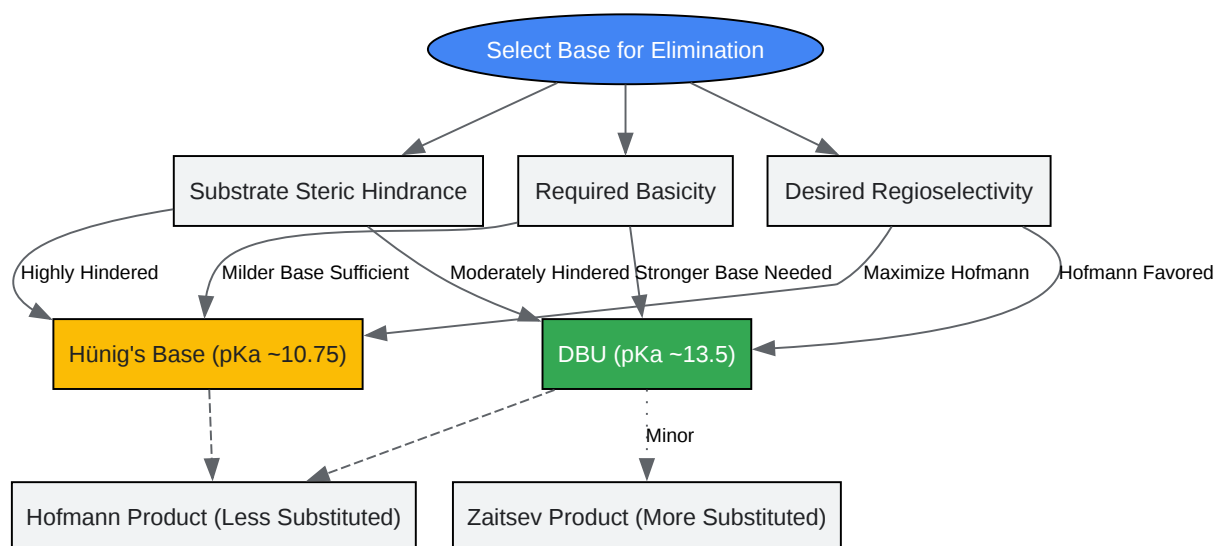 Select Base for Elimination
Substrate Steric Hindrance
Required Basicity
Desired Regioselectivity
Highly Hindered
Milder Base Sufficient
Moderately Hindered
Stronger Base Needed
Maximize Hofmann
Hofmann Favored
Hünig's Base (pKa ~10.75)
DBU (pKa ~13.5)
Minor
Hofmann Product (Less Substituted)
Zaitsev Product (More Substituted)